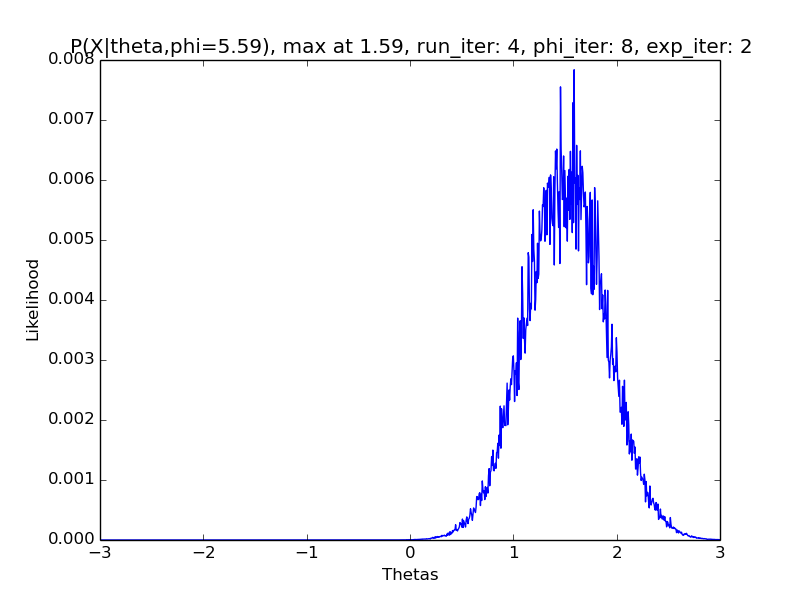 P(X|theta,phi=5.59), max at 1.59, run_iter: 4, phi_iter: 8, exp_iter: 2
0.008
0.007
0.006
0.005
0.004
0.003
0.002
0.001
0.000
Likelihood
−3 −2 −1 0 1 2 3
Thetas